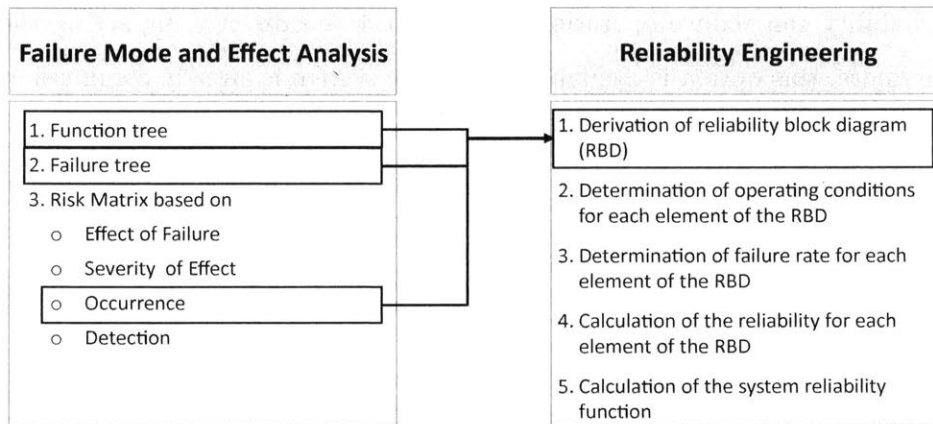 Failure Mode and Effect Analysis
1. Function tree
2. Failure tree
3. Risk Matrix based on
o Effect of Failure
o Severity of Effect
o Occurrence
o Detection
Reliability Engineering
1. Derivation of reliability block diagram
(RBD)
2. Determination of operating conditions
for each element of the RBD
3. Determination of failure rate for each
element of the RBD
4. Calculation of the reliability for each
element of the RBD
5. Calculation of the system reliability
function